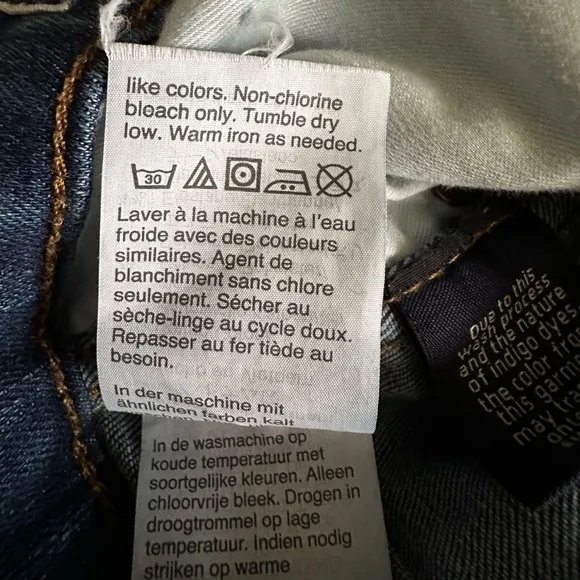 like colors. Non-chlorine
bleach only. Tumble dry
low. Warm iron as needed.
30
Laver à la machine à l'eau
froide avec des couleurs
similaires. Agent de
blanchiment sans chlore
seulement. Sécher au
sèche-linge au cycle doux.
Repasser au fer tiède au
besoin.
In der maschine mit
ähnlichen farben kalt
In de wasmachine op
koude temperatuur met
soortgelijke kleuren. Alleen
chloorvrije bleek. Drogen in
droogtrommel op lage
temperatuur. Indien nodig
strijken op warme
Due to this
wash process
and the nature
of indigo dyes
the color
this
may